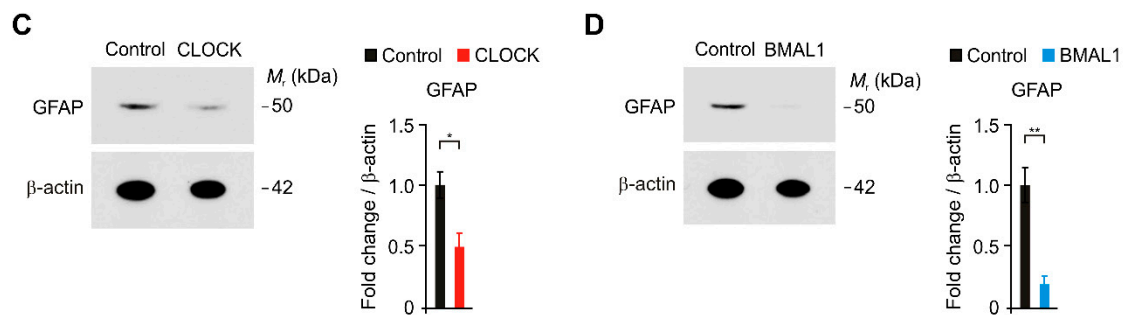 C
Control CLOCK
Mr (kDa)
GFAP
-50
β-actin
-42
Control CLOCK
GFAP
Fold change / β-actin
1.5
1.0
0.5
0
*
D
Control BMAL1
Mr (kDa)
GFAP
-50
β-actin
-42
Control BMAL1
GFAP
Fold change / β-actin
1.5
1.0
0.5
0
**